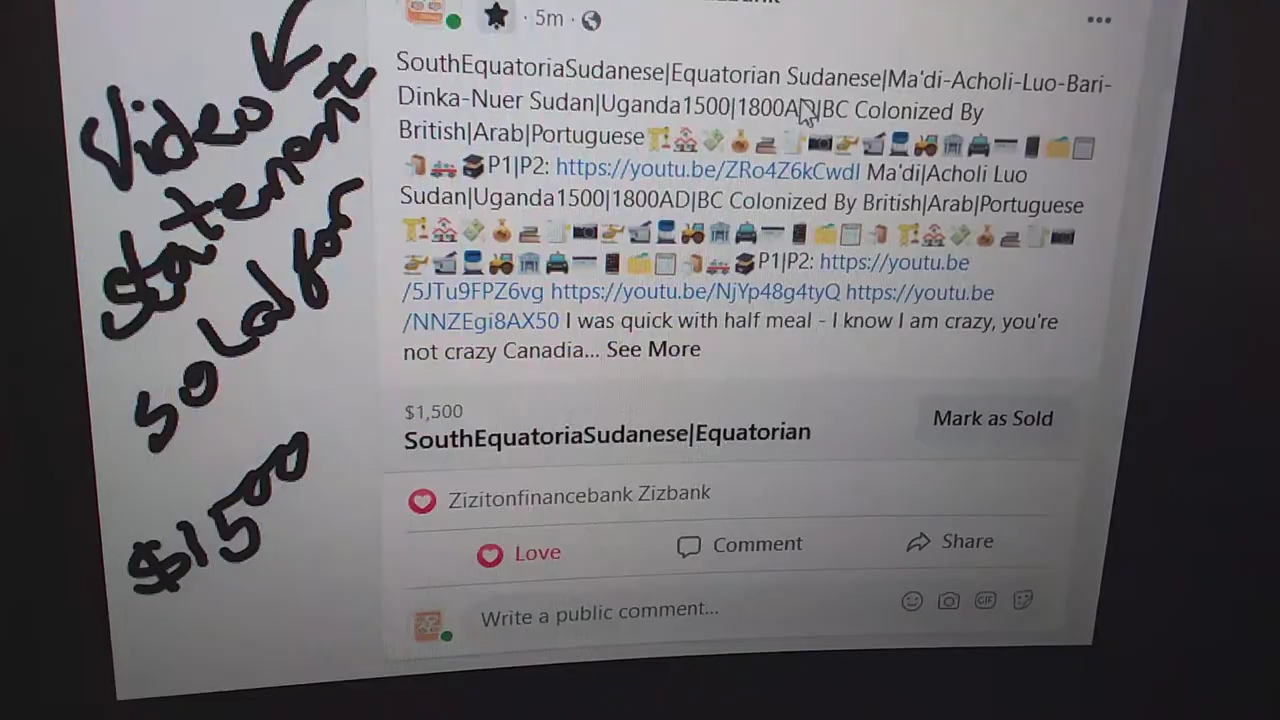 5m
SouthEquatoriaSudanese|Equatorian Sudanese|Ma'di-Acholi-Luo-Bari-
Dinka-Nuer Sudan|Uganda1500|1800AD|BC Colonized By
British|Arab|Portuguese
P1|P2: https://youtu.be/ZRo4Z6kCwdI Ma'di|Acholi Luo
Sudan|Uganda1500|1800AD|BC Colonized By British|Arab|Portuguese
P1|P2: https://youtu.be
/5JTu9FPZ6vg https://youtu.be/NjYp48g4tyQ https://youtu.be
/NNZEgi8AX50 I was quick with half meal - I know I am crazy, you're
not crazy Canadia... See More
$1,500
SouthEquatoriaSudanese|Equatorian
Mark as Sold
Zizitonfinancebank Zizbank
Love Comment Share
Write a public comment...
GIF
Video
Statement
sold for
$1500